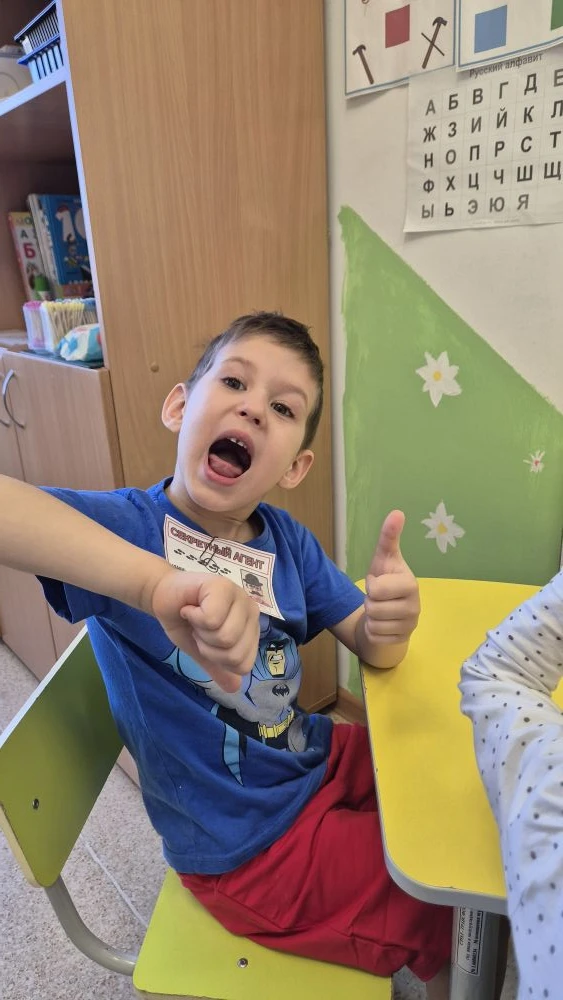 Русский алфавит
А Б В Г Д Е
Ж З И Й К Л
Н О П Р С Т
Ф Х Ц Ч Ш Щ
Ы Ь Э Ю Я
А
Б
СЕКРЕТНЫЙ АГЕНТ